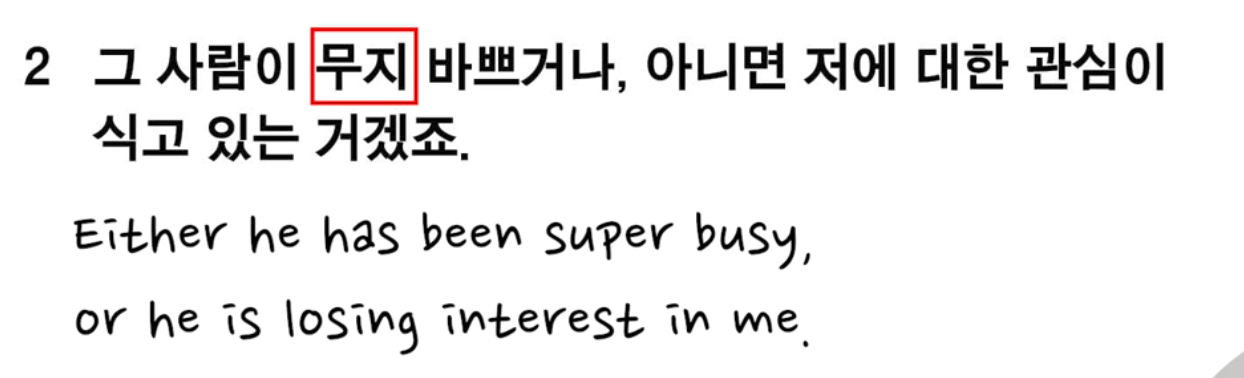 2 그 사람이 무지 바쁘거나, 아니면 저에 대한 관심이
식고 있는 거겠죠.
Either he has been super busy,
or he is losing interest in me.